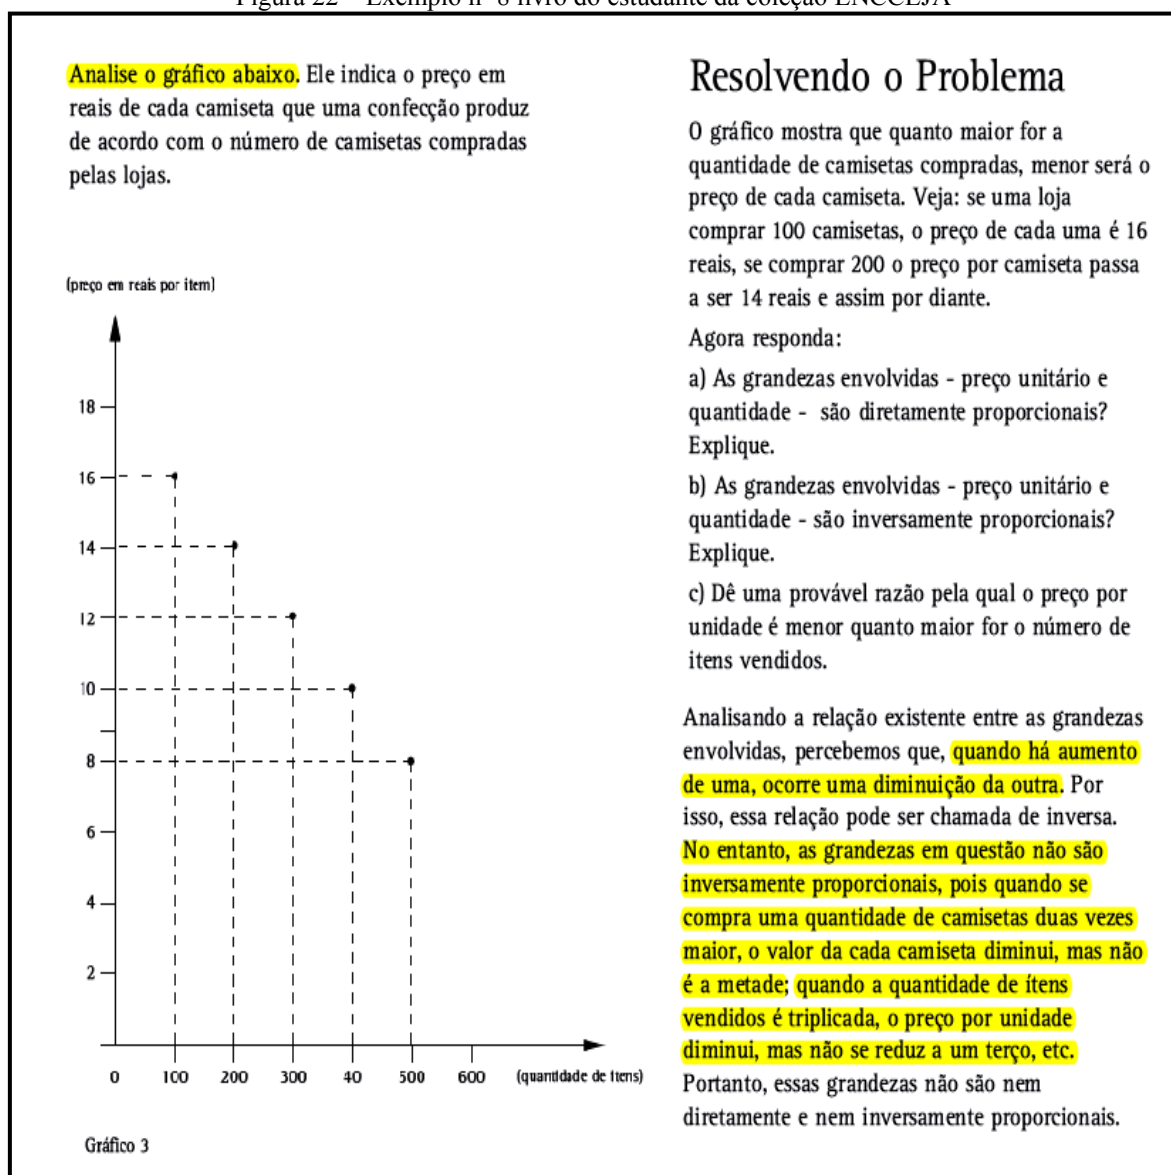 Figura 22 – Exemplo nº 8 livro do estudante da coleção ENCCEJA
Analise o gráfico abaixo. Ele indica o preço em
reais de cada camiseta que uma confecção produz
de acordo com o número de camisetas compradas
pelas lojas.
(preço em reais por item)
18
16
14
12
10
8
6
4
2
0 100 200 300 40 500 600 (quantidade de itens)
Gráfico 3
Resolvendo o Problema
O gráfico mostra que quanto maior for a
quantidade de camisetas compradas, menor será o
preço de cada camiseta. Veja: se uma loja
comprar 100 camisetas, o preço de cada uma é 16
reais, se comprar 200 o preço por camiseta passa
a ser 14 reais e assim por diante.
Agora responda:
a) As grandezas envolvidas - preço unitário e
quantidade - são diretamente proporcionais?
Explique.
b) As grandezas envolvidas - preço unitário e
quantidade - são inversamente proporcionais?
Explique.
c) Dê uma provável razão pela qual o preço por
unidade é menor quanto maior for o número de
itens vendidos.
Analisando a relação existente entre as grandezas
envolvidas, percebemos que, quando há aumento
de uma, ocorre uma diminuição da outra. Por
isso, essa relação pode ser chamada de inversa.
No entanto, as grandezas em questão não são
inversamente proporcionais, pois quando se
compra uma quantidade de camisetas duas vezes
maior, o valor da cada camiseta diminui, mas não
é a metade; quando a quantidade de ítens
vendidos é triplicada, o preço por unidade
diminui, mas não se reduz a um terço, etc.
Portanto, essas grandezas não são nem
diretamente e nem inversamente proporcionais.